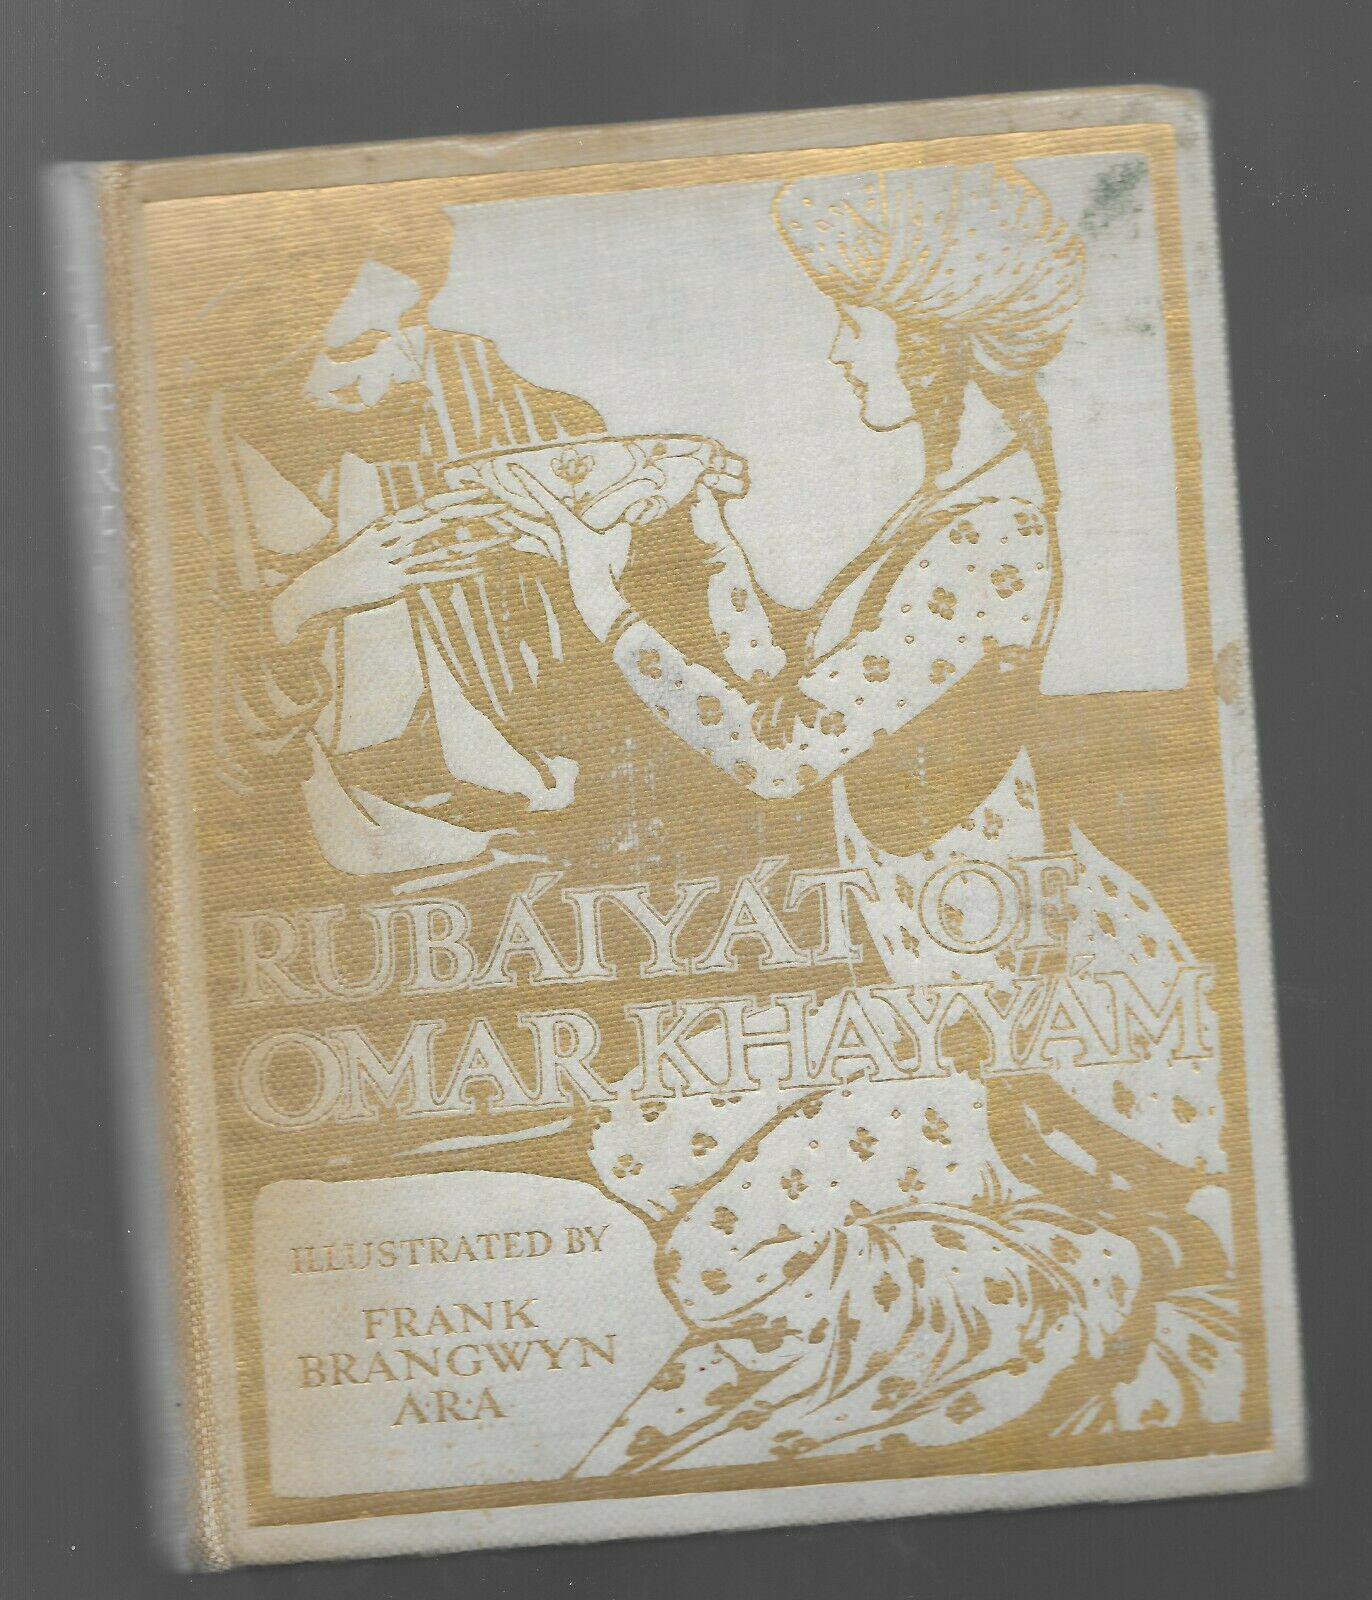 RUBÁIYÁT OF
OMAR KHAYYÁM
ILLUSTRATED BY
FRANK
BRANGWYN
A·R·A